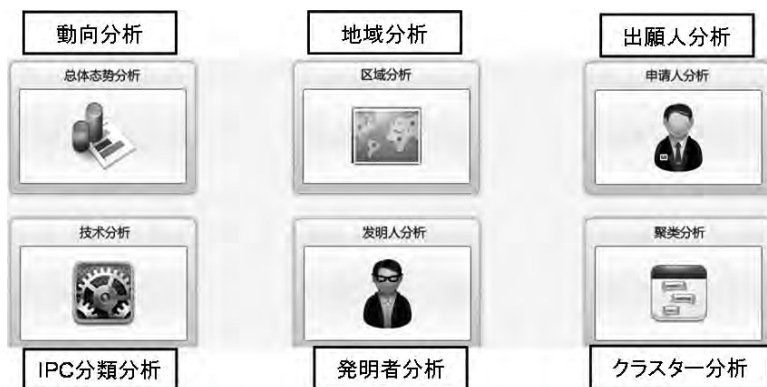 動向分析
地域分析
出願人分析
总体态势分析
区域分析
申请人分析
技术分析
发明人分析
聚类分析
IPC分類分析
発明者分析
クラスター分析